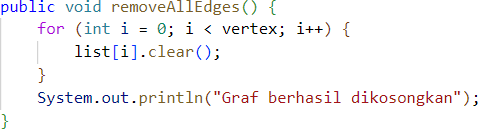 public void removeAllEdges() {
    for (int i = 0; i < vertex; i++) {
        list[i].clear();
    }
    System.out.println("Graf berhasil dikosongkan");
}